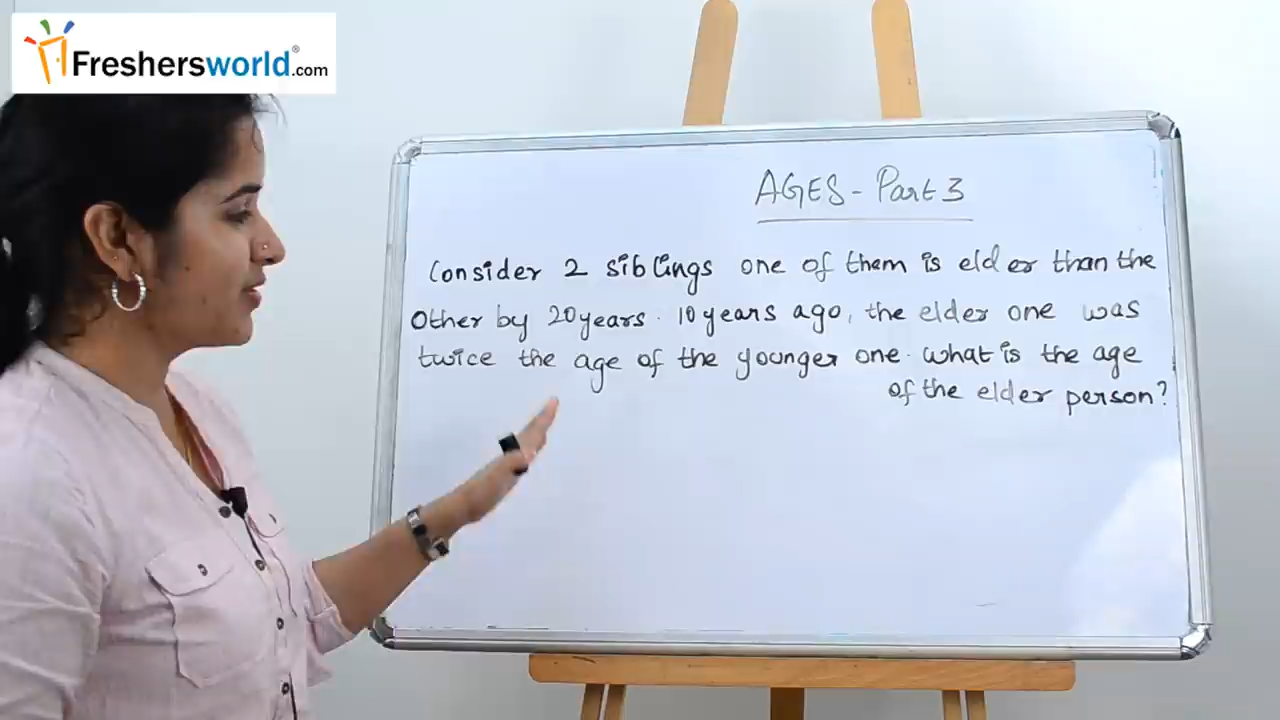 Freshersworld.com
AGES - Part 3
Consider 2 siblings one of them is elder than the
Other by 20 years. 10 years ago, the elder one was
twice the age of the younger one. What is the age
of the elder person?